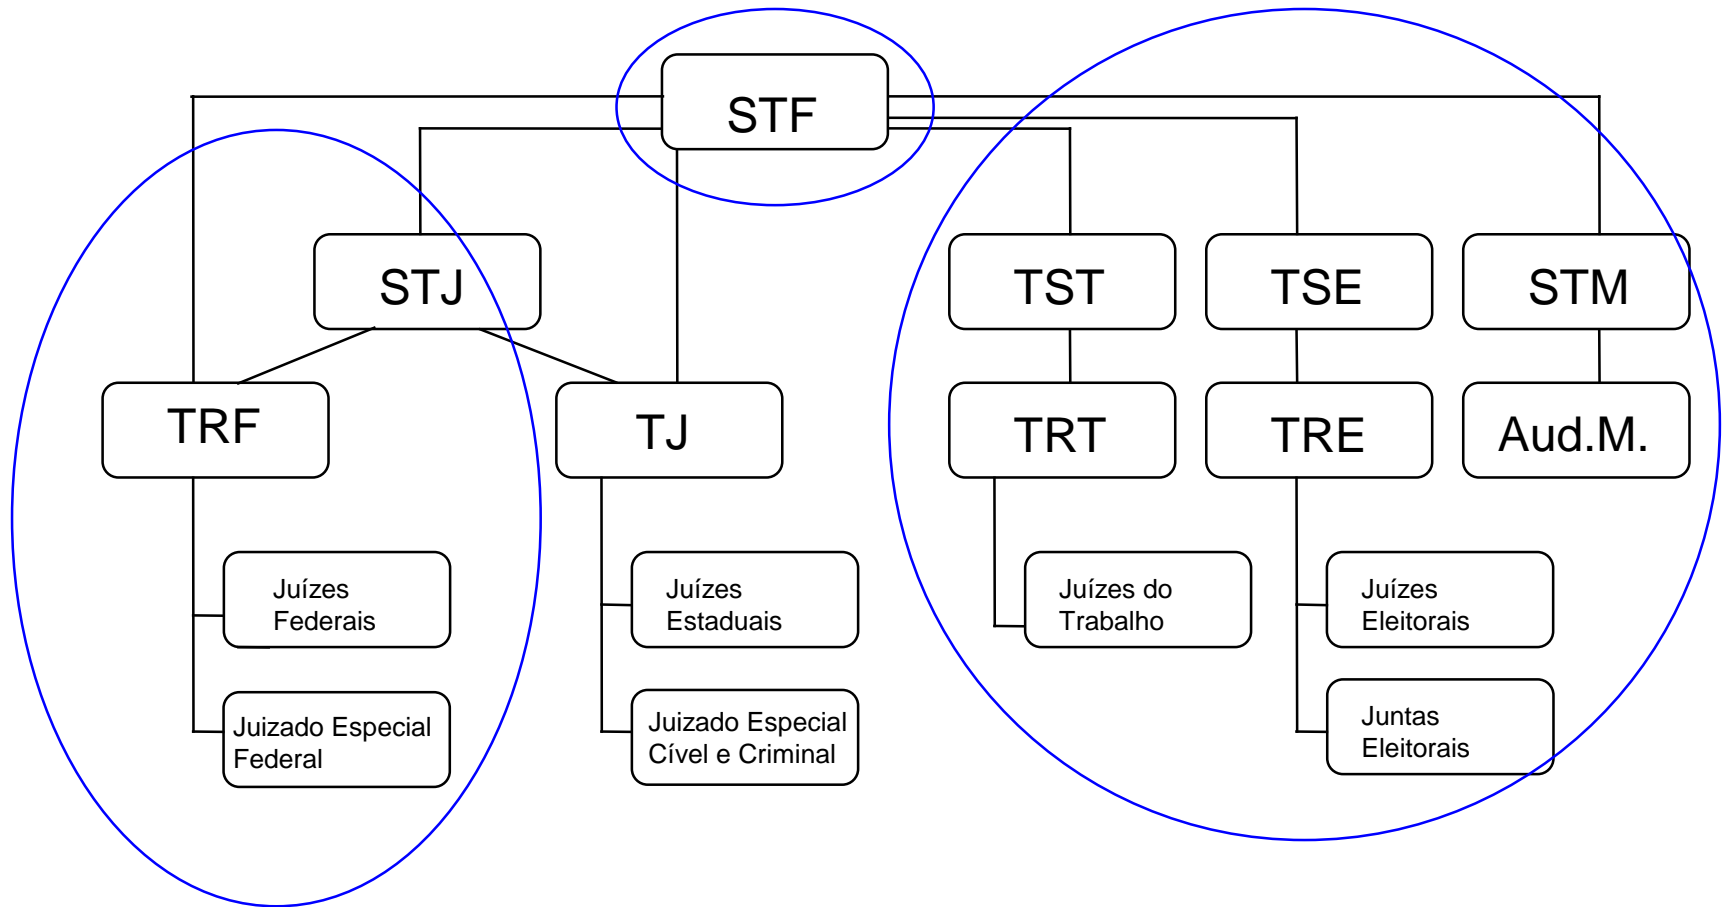 STF
STJ
TST
TSE
STM
TRF
TJ
TRT
TRE
Aud.M.
Juízes
Federais
Juízes
Estaduais
Juízes do
Trabalho
Juízes
Eleitorais
Juizado Especial
Federal
Juizado Especial
Cível e Criminal
Juntas
Eleitorais